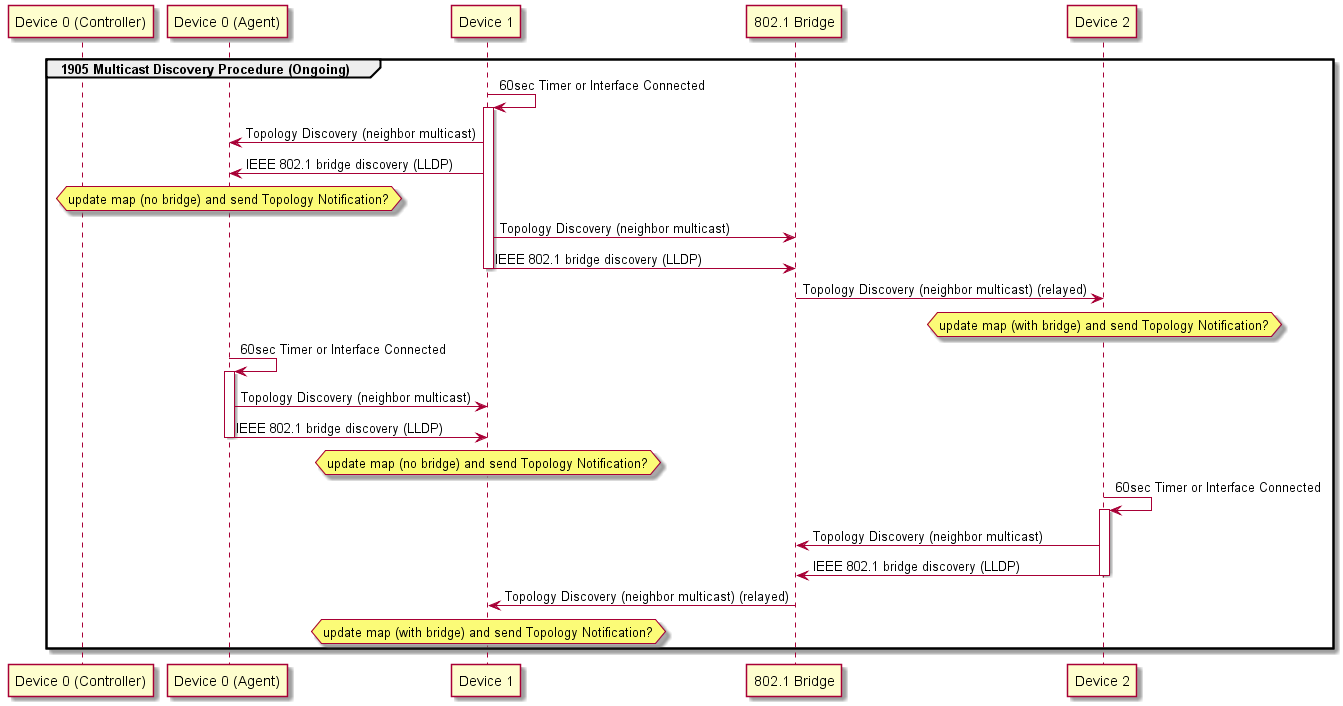 Device 0 (Controller)
Device 0 (Agent)
Device 1
802.1 Bridge
Device 2
1905 Multicast Discovery Procedure (Ongoing)
60sec Timer or Interface Connected
Topology Discovery (neighbor multicast)
IEEE 802.1 bridge discovery (LLDP)
update map (no bridge) and send Topology Notification?
Topology Discovery (neighbor multicast)
IEEE 802.1 bridge discovery (LLDP)
Topology Discovery (neighbor multicast) (relayed)
update map (with bridge) and send Topology Notification?
60sec Timer or Interface Connected
Topology Discovery (neighbor multicast)
IEEE 802.1 bridge discovery (LLDP)
update map (no bridge) and send Topology Notification?
60sec Timer or Interface Connected
Topology Discovery (neighbor multicast)
IEEE 802.1 bridge discovery (LLDP)
Topology Discovery (neighbor multicast) (relayed)
update map (with bridge) and send Topology Notification?
Device 0 (Controller)
Device 0 (Agent)
Device 1
802.1 Bridge
Device 2